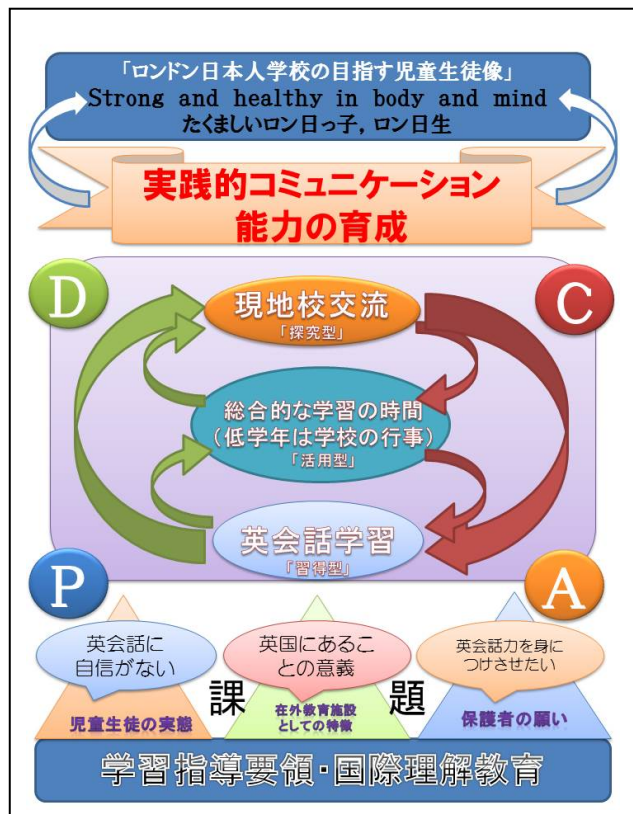 「ロンドン日本人学校の目指す児童生徒像」
Strong and healthy in body and mind
たくましいロン日っ子，ロン日生
実践的コミュニケーション
能力の育成
D
C
現地校交流
「探究型」
総合的な学習の時間
（低学年は学校の行事）
「活用型」
英会話学習
「習得型」
P
A
英会話に
自信がない
英国にあるこ
との意義
英会話力を身に
つけさせたい
課
題
児童生徒の実態
在外教育施設
としての特徴
保護者の願い
学習指導要領・国際理解教育